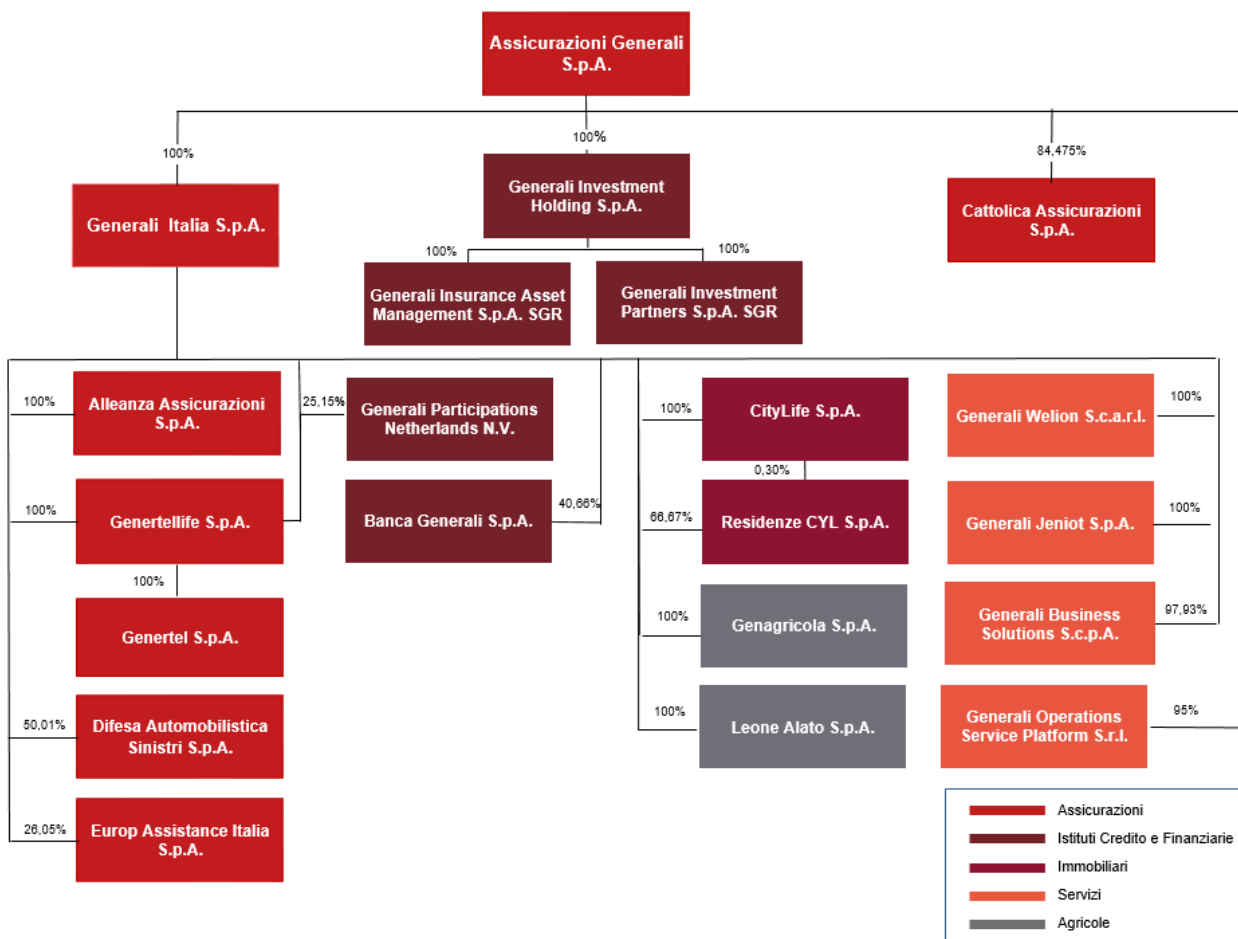 Assicurazioni Generali
S.p.A.
100%
100%
84,475%
Generali Italia S.p.A.
Generali Investment
Holding S.p.A.
Cattolica Assicurazioni
S.p.A.
100%
100%
Generali Insurance Asset
Management S.p.A. SGR
Generali Investment
Partners S.p.A. SGR
100%
Alleanza Assicurazioni
S.p.A.
25,15%
Generali Participations
Netherlands N.V.
100%
CityLife S.p.A.
Generali Welion S.c.a.r.l.
100%
0,30%
100%
Genertellife S.p.A.
Banca Generali S.p.A.
40,66%
66,67%
Residenze CYL S.p.A.
Generali Jeniot S.p.A.
100%
100%
Genertel S.p.A.
100%
Genagricola S.p.A.
Generali Business
Solutions S.c.p.A.
97,93%
50,01%
Difesa Automobilistica
Sinistri S.p.A.
100%
Leone Alato S.p.A.
Generali Operations
Service Platform S.r.l.
95%
26,05%
Europ Assistance Italia
S.p.A.
Assicurazioni
Istituti Credito e Finanziarie
Immobiliari
Servizi
Agricole